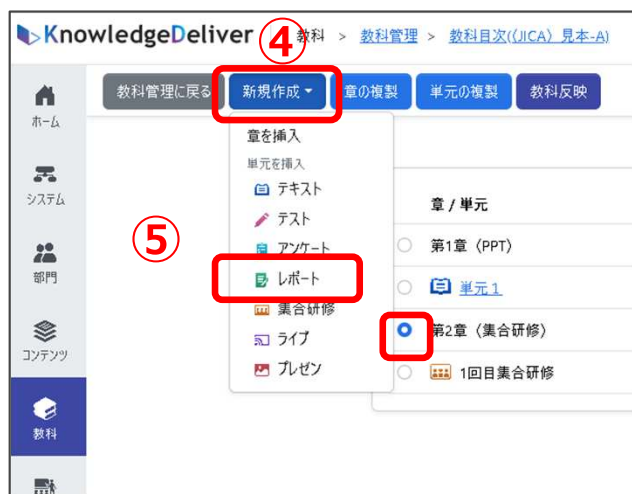 KnowledgeDeliver ④ 教科 > 教科管理 > 教科目次((JICA) 見本-A)
教科管理に戻る 新規作成 章の複製 単元の複製 教科反映
ホーム
システム
部門
コンテンツ
教科
章を挿入
単元を挿入
テキスト
テスト
アンケート
レポート
集合研修
ライブ
プレゼン
⑤
章 / 単元
第1章 (PPT)
単元1
第2章 (集合研修)
1回目集合研修